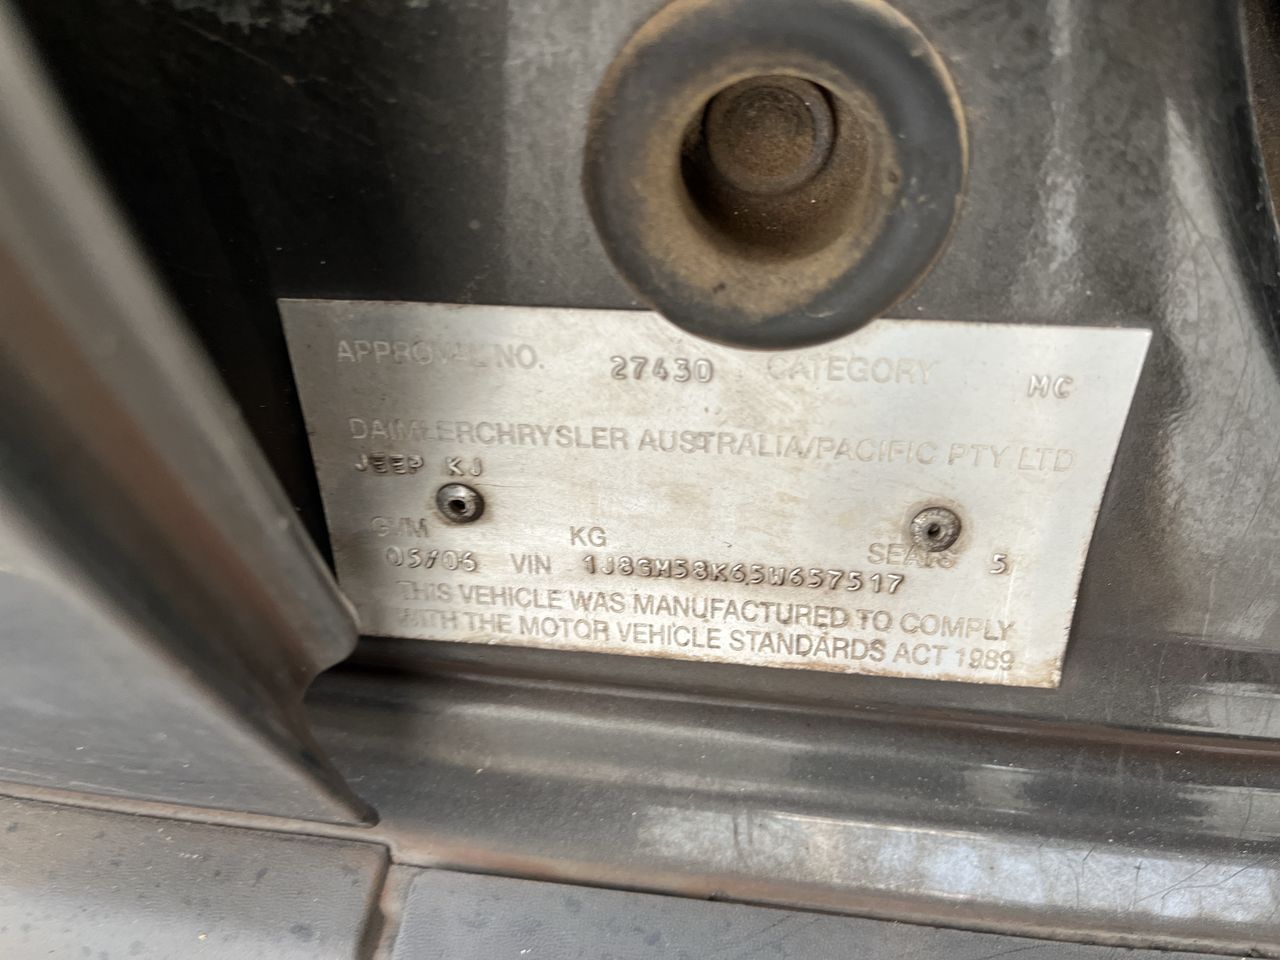 APPROVAL NO. 27430 CATEGORY MC
DAIMLERCHRYSLER AUSTRALIA/PACIFIC PTY LTD
JEEP KJ
GVM KG SEATS 5
05/06 VIN 1J8GM58K65W657517
THIS VEHICLE WAS MANUFACTURED TO COMPLY
WITH THE MOTOR VEHICLE STANDARDS ACT 1989